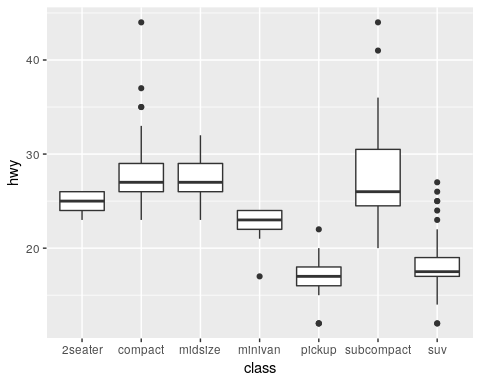 hwy
40
30
20
2seater compact midsize minivan pickup subcompact suv
class